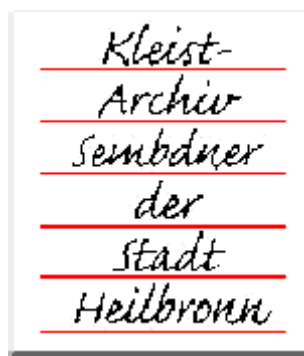 Kleist-
Archiv
Sembdner
der
Stadt
Heilbronn